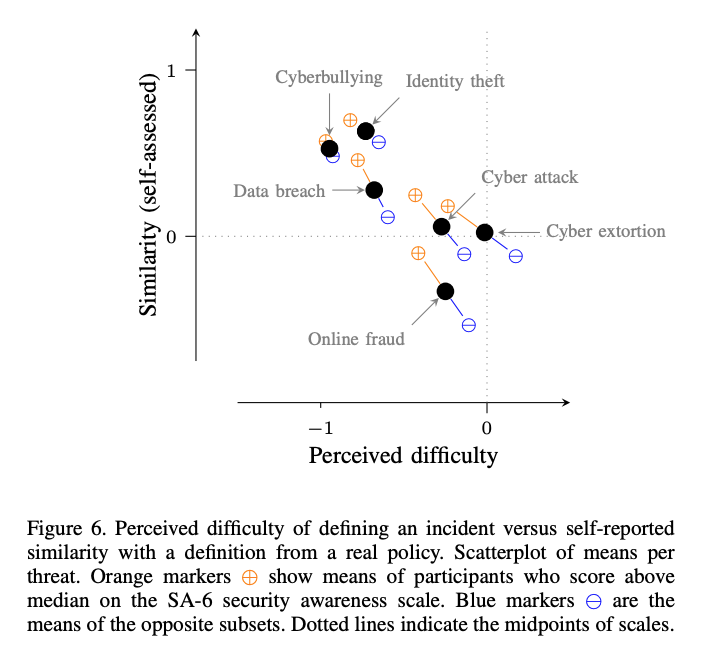 Cyberbullying
Identity theft
1
Data breach
Cyber attack
0
Cyber extortion
Online fraud
Similarity (self-assessed)
−1
0
Perceived difficulty
Figure 6. Perceived difficulty of defining an incident versus self-reported
similarity with a definition from a real policy. Scatterplot of means per
threat. Orange markers ⊕ show means of participants who score above
median on the SA-6 security awareness scale. Blue markers ⊖ are the
means of the opposite subsets. Dotted lines indicate the midpoints of scales.